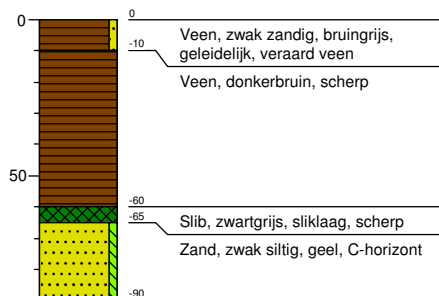 0
0
Veen, zwak zandig, bruingrijs,
geleidelijk, veraard veen
-10
Veen, donkerbruin, scherp
50
-60
-65
Slib, zwartgrijs, sliklaag, scherp
Zand, zwak siltig, geel, C-horizont
-90